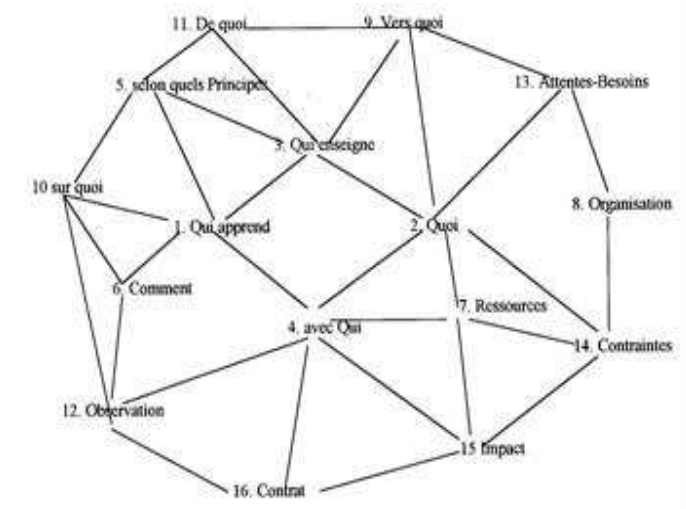 11. De quoi
9. Vers quoi
5. selon quels Principes
13. Attentes-Besoins
3. Qui enseigne
10 sur quoi
8. Organisation
1. Qui apprend
2. Quoi
6. Comment
7. Ressources
4. avec Qui
14. Contraintes
12. Observation
15 Impact
16. Contrat